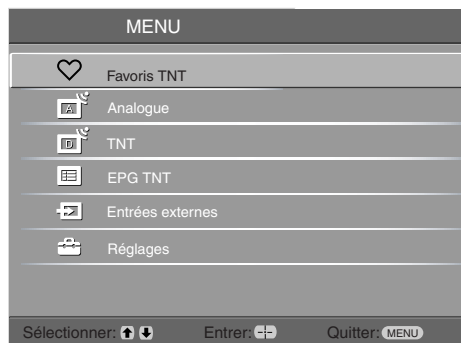 MENU
Favoris TNT
A Analogue
D TNT
EPG TNT
Entrées externes
Réglages
Sélectionner: Entrer: Quitter: MENU